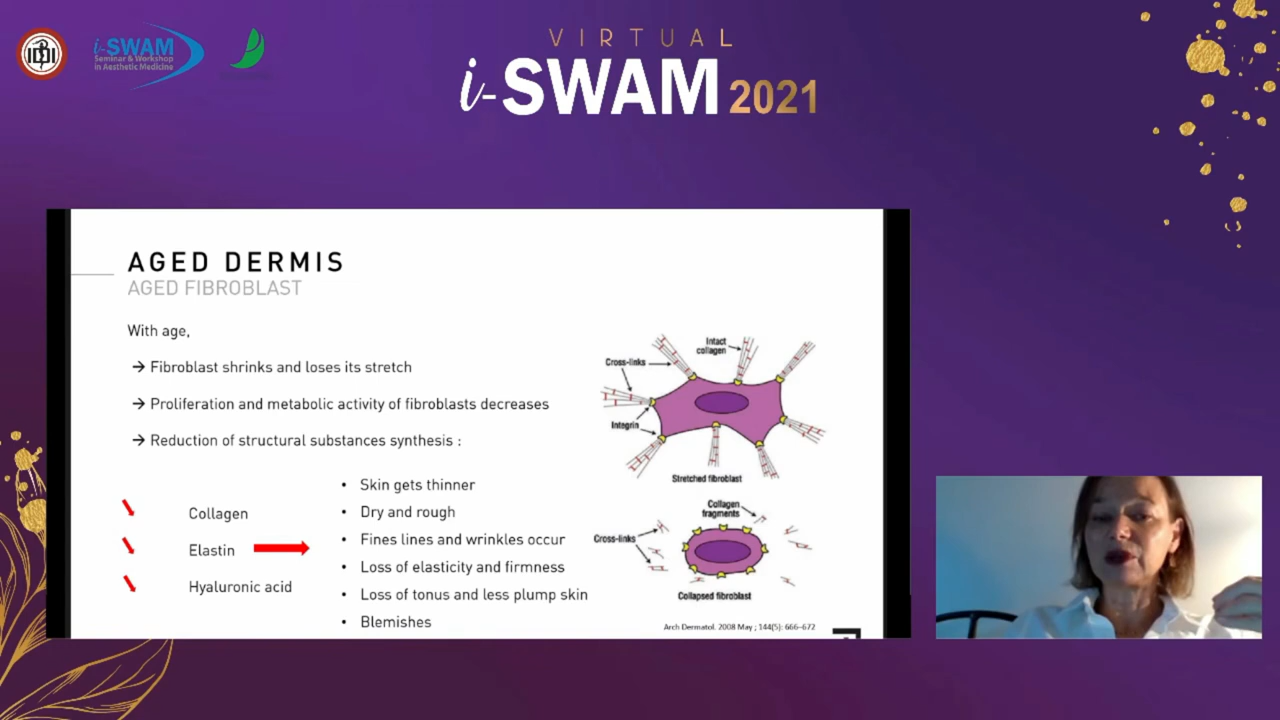 i-SWAM
Seminar & Workshop
in Aesthetic Medicine
VIRTUAL
i-SWAM 2021
AGED DERMIS
AGED FIBROBLAST
With age,
→ Fibroblast shrinks and loses its stretch
→ Proliferation and metabolic activity of fibroblasts decreases
→ Reduction of structural substances synthesis :
Collagen
Elastin
Hyaluronic acid
• Skin gets thinner
• Dry and rough
• Fines lines and wrinkles occur
• Loss of elasticity and firmness
• Loss of tonus and less plump skin
• Blemishes
Intact
collagen
Cross-links
Integrin
Stretched fibroblast
Collagen
fragments
Cross-links
Collapsed fibroblast
Arch Dermatol. 2008 May ; 144(5): 666–672